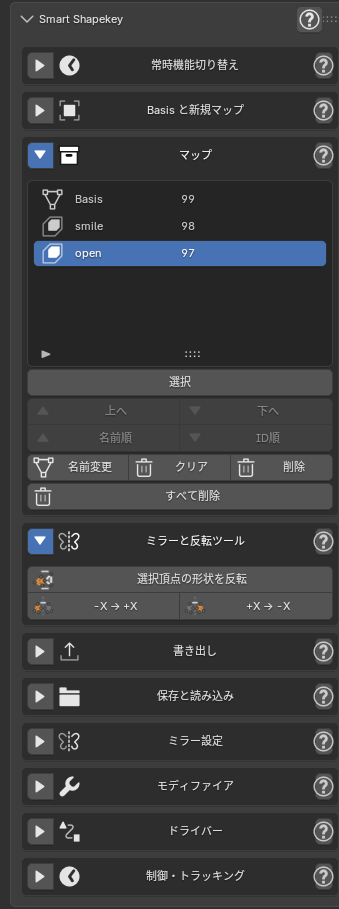 Smart Shapekey
常時機能切り替え
Basis と新規マップ
マップ
Basis 99
smile 98
open 97
選択
上へ 下へ
名前順 ID順
名前変更 クリア 削除
すべて削除
ミラーと反転ツール
選択頂点の形状を反転
-X → +X +X → -X
書き出し
保存と読み込み
ミラー設定
モディファイア
ドライバー
制御・トラッキング